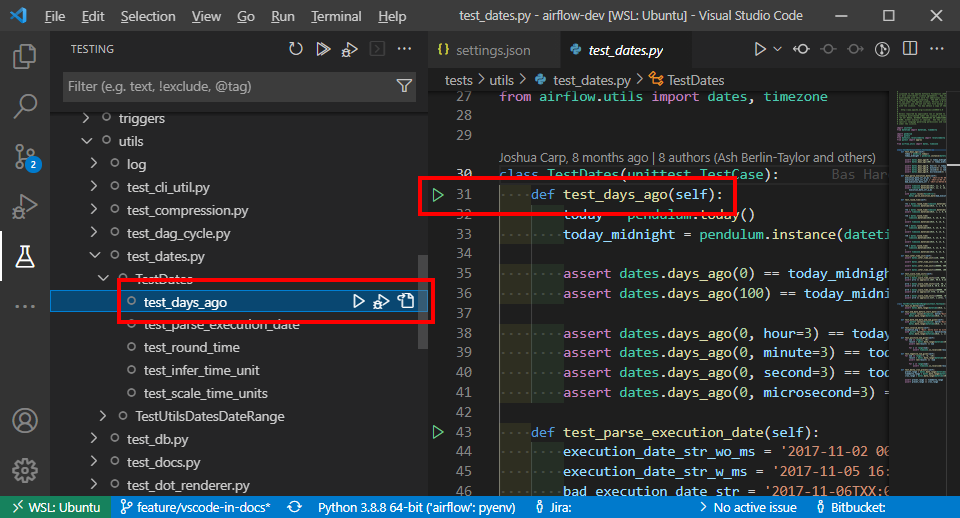 File Edit Selection View Go Run Terminal Help test_dates.py - airflow-dev [WSL: Ubuntu] - Visual Studio Code
TESTING
Filter (e.g. text, !exclude, @tag)
triggers
utils
log
test_cli_util.py
test_compression.py
test_dag_cycle.py
test_dates.py
TestDates
test_days_ago
test_parse_execution_date
test_round_time
test_infer_time_unit
test_scale_time_units
TestUtilsDatesDateRange
test_db.py
test_docs.py
test_dot_renderer.py
2
{} settings.json test_dates.py
tests > utils > test_dates.py > TestDates
27 from airflow.utils import dates, timezone
28
29
Joshua Carp, 8 months ago | 8 authors (Ash Berlin-Taylor and others)
30 class TestDates(unittest.TestCase): Bas Har
31 def test_days_ago(self):
32 today = pendulum.today()
33 today_midnight = pendulum.instance(dateti
34
35 assert dates.days_ago(0) == today_midnigh
36 assert dates.days_ago(100) == today_midni
37
38 assert dates.days_ago(0, hour=3) == today
39 assert dates.days_ago(0, minute=3) == tod
40 assert dates.days_ago(0, second=3) == tod
41 assert dates.days_ago(0, microsecond=3) =
42
43 def test_parse_execution_date(self):
44 execution_date_str_wo_ms = '2017-11-02 00
45 execution_date_str_w_ms = '2017-11-05 16:
46 bad_execution_date_str = '2017-11-06TXX:0
WSL: Ubuntu feature/vscode-in-docs* Python 3.8.8 64-bit ('airflow': pyenv) Jira: > No active issue Bitbucket: